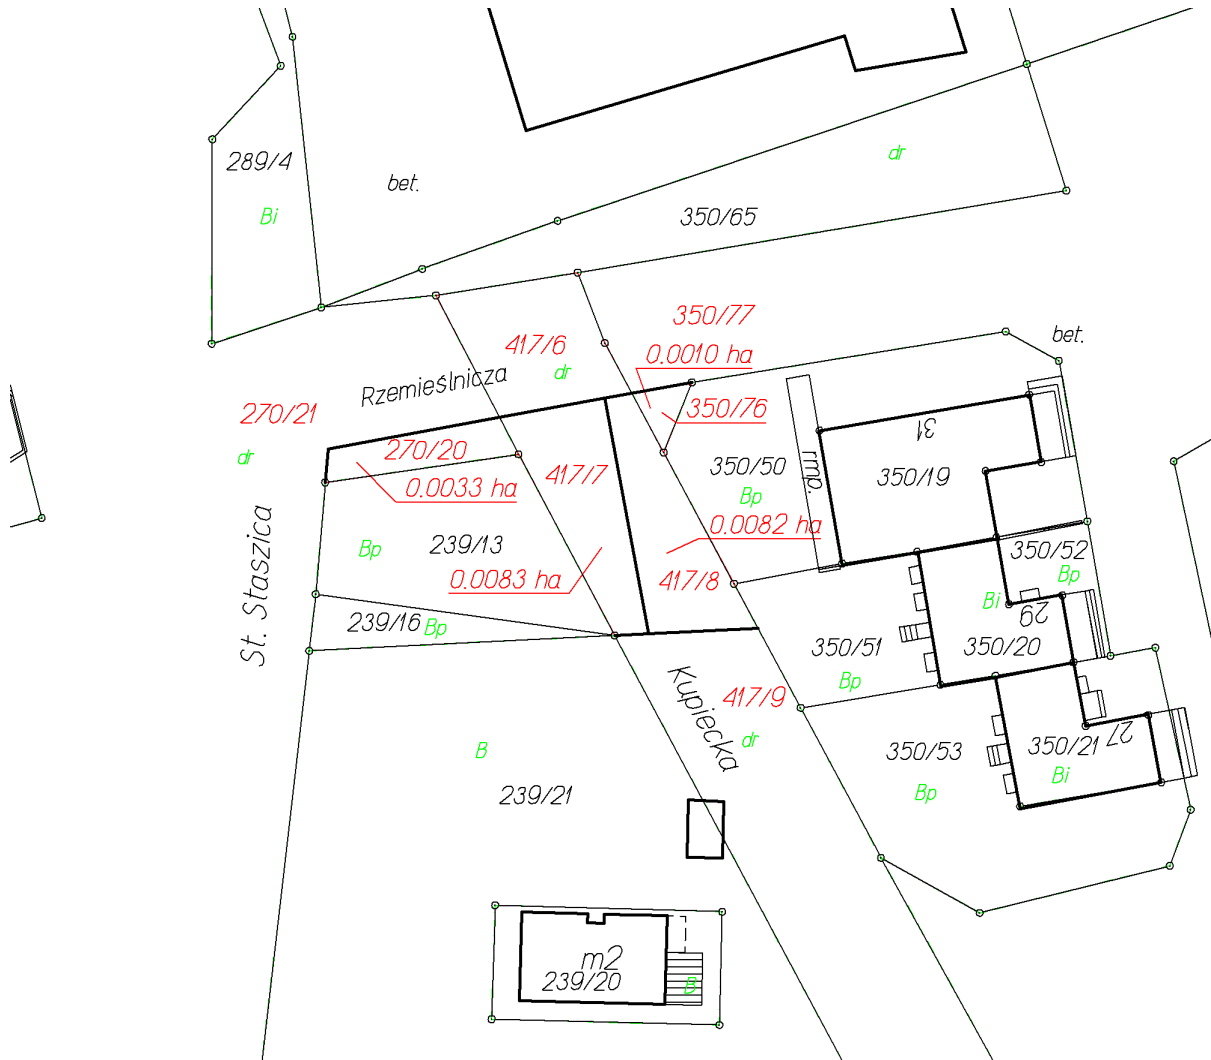 289/4
Bi
bet.
dr
350/65
350/77
417/6
dr
0.0010 ha
bet.
Rzemieślnicza
270/21
dr
350/76
31
270/20
0.0033 ha
417/7
350/50
Bp
rmp.
350/19
0.0082 ha
St. Staszica
Bp
239/13
0.0083 ha
417/8
350/52
Bp
Bi
29
239/16
Bp
350/51
Bp
350/20
Kupiecka
417/9
dr
350/53
Bp
350/21
27
Bi
B
239/21
m2
239/20
B